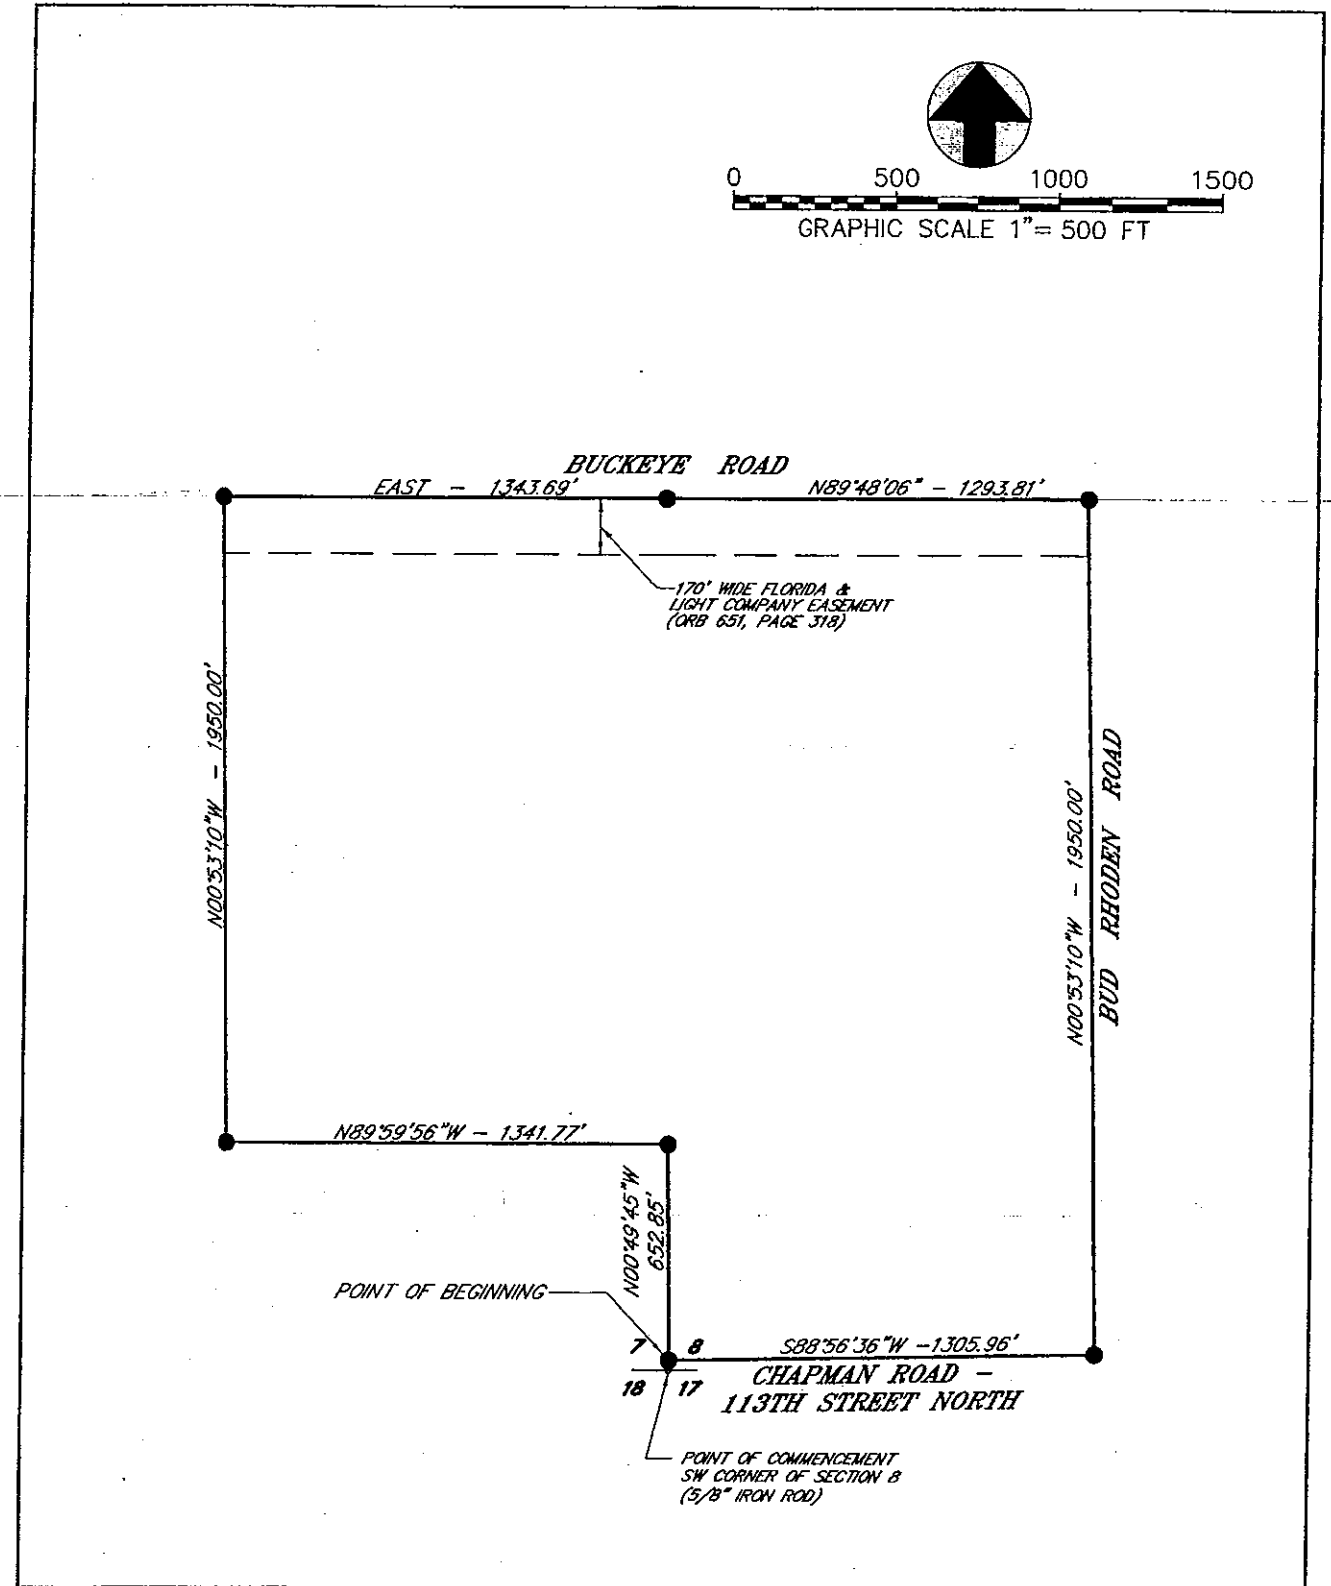 0 500 1000 1500
GRAPHIC SCALE 1"= 500 FT
BUCKEYE ROAD
EAST - 1343.69'
N89°48'06" - 1293.81'
170' WIDE FLORIDA &
LIGHT COMPANY EASEMENT
(ORB 651, PAGE 318)
N00°53'10"W - 1950.00'
N00°53'10"W - 1950.00'
BUD RHODEN ROAD
N89°59'56"W - 1341.77'
N00°49'45"W
652.85'
POINT OF BEGINNING
7 8
18 17
S88°56'36"W -1305.96'
CHAPMAN ROAD -
113TH STREET NORTH
POINT OF COMMENCEMENT
SW CORNER OF SECTION 8
(5/8" IRON ROD)